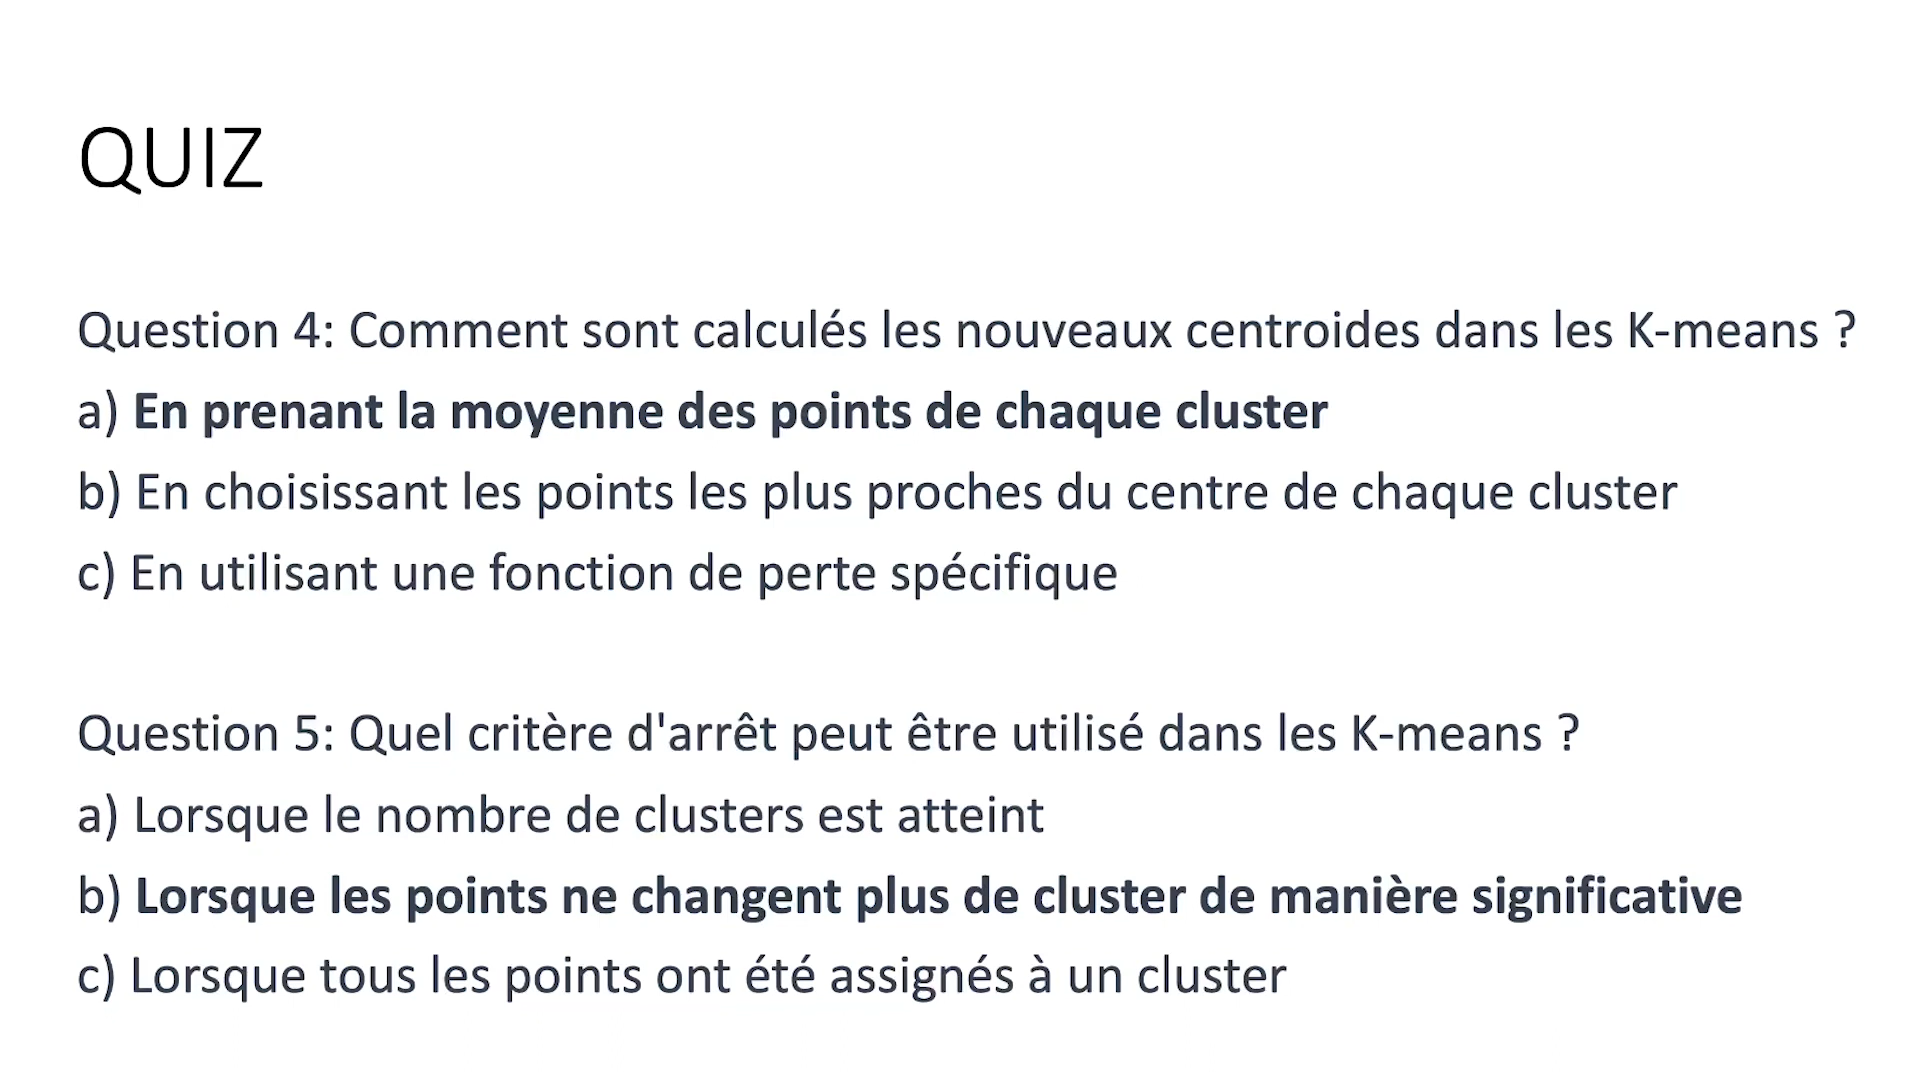 QUIZ
Question 4: Comment sont calculés les nouveaux centroides dans les K-means ?
a) En prenant la moyenne des points de chaque cluster
b) En choisissant les points les plus proches du centre de chaque cluster
c) En utilisant une fonction de perte spécifique
Question 5: Quel critère d'arrêt peut être utilisé dans les K-means ?
a) Lorsque le nombre de clusters est atteint
b) Lorsque les points ne changent plus de cluster de manière significative
c) Lorsque tous les points ont été assignés à un cluster